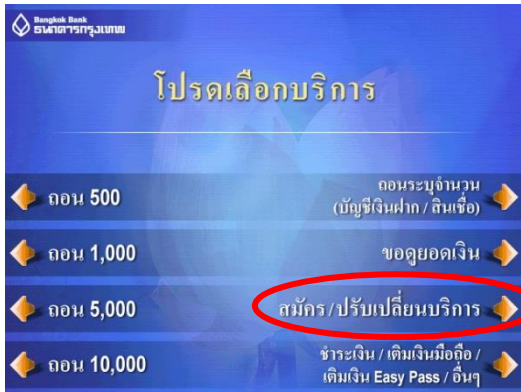 Bangkok Bank
ธนาคารกรุงเทพ
โปรดเลือกบริการ
ถอน 500
ถอนระบุจำนวน
(บัญชีเงินฝาก / สินเชื่อ)
ถอน 1,000
ขอดูยอดเงิน
ถอน 5,000
สมัคร/ปรับเปลี่ยนบริการ
ถอน 10,000
ชำระเงิน / เติมเงินมือถือ /
เติมเงิน Easy Pass / อื่นๆ